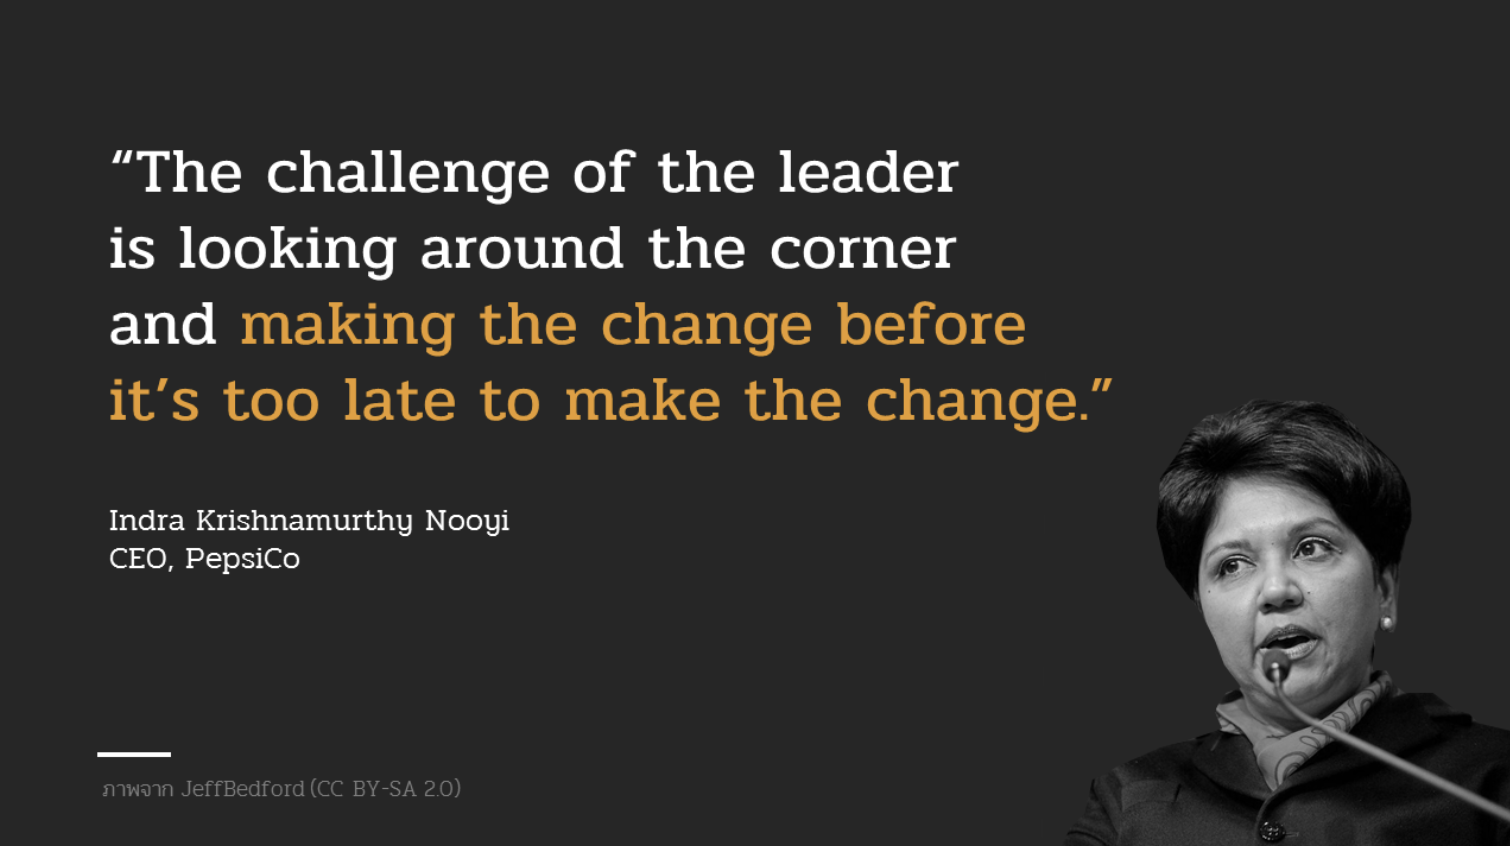 “The challenge of the leader
is looking around the corner
and making the change before
it’s too late to make the change.”
Indra Krishnamurthy Nooyi
CEO, PepsiCo
ภาพจาก JeffBedford (CC BY-SA 2.0)